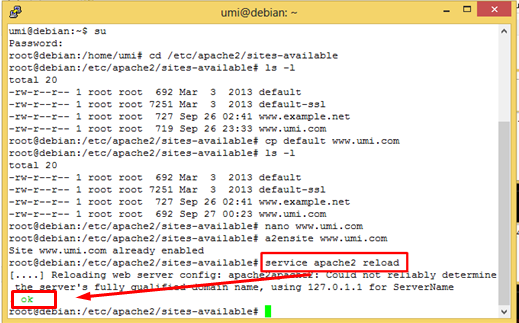 umi@debian: ~
umi@debian:~$ su
Password:
root@debian:/home/umi# cd /etc/apache2/sites-available
root@debian:/etc/apache2/sites-available# ls -l
total 20
-rw-r--r-- 1 root root  692 Mar  3  2013 default
-rw-r--r-- 1 root root 7251 Mar  3  2013 default-ssl
-rw-r--r-- 1 root root  727 Sep 26 02:41 www.example.net
-rw-r--r-- 1 root root  719 Sep 26 23:33 www.umi.com
root@debian:/etc/apache2/sites-available# cp default www.umi.com
root@debian:/etc/apache2/sites-available# ls -l
total 20
-rw-r--r-- 1 root root  692 Mar  3  2013 default
-rw-r--r-- 1 root root 7251 Mar  3  2013 default-ssl
-rw-r--r-- 1 root root  727 Sep 26 02:41 www.example.net
-rw-r--r-- 1 root root  692 Sep 27 00:23 www.umi.com
root@debian:/etc/apache2/sites-available# nano www.umi.com
root@debian:/etc/apache2/sites-available# a2ensite www.umi.com
Site www.umi.com already enabled
root@debian:/etc/apache2/sites-available# service apache2 reload
[....] Reloading web server config: apache2apache2: Could not reliably determine
the server's fully qualified domain name, using 127.0.1.1 for ServerName
ok
root@debian:/etc/apache2/sites-available#